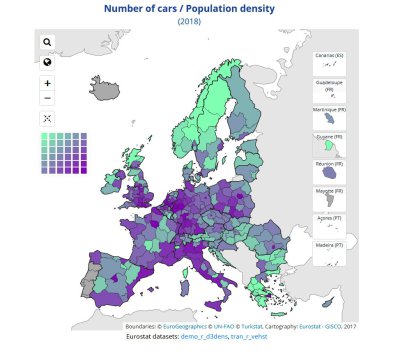 Number of cars / Population density
(2018)
+
−
Canarias (ES)
Guadeloupe
(FR)
Martinique (FR)
Guyane (FR)
Réunion (FR)
Mayotte (FR)
Açores (PT)
Madeira (PT)
Boundaries: © EuroGeographics © UN-FAO © Turkstat, Cartography: Eurostat - GISCO, 2017
Eurostat datasets: demo_r_d3dens, tran_r_vehst